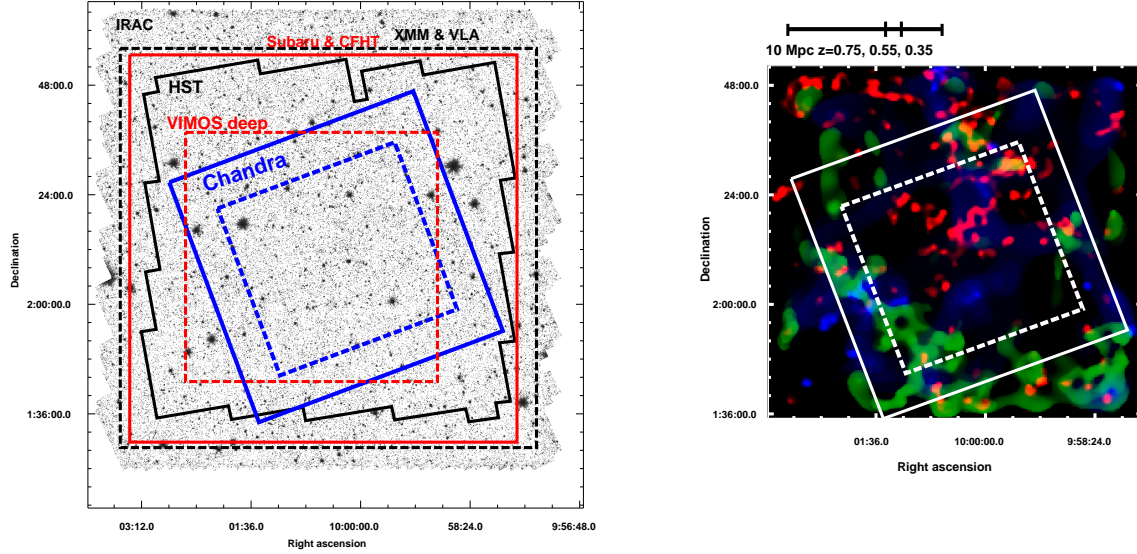 IRAC
XMM & VLA
Subaru & CFHT
HST
VIMOS deep
Chandra
48:00.0
24:00.0
2:00:00.0
1:36:00.0
Declination
03:12.0
01:36.0
10:00:00.0
58:24.0
9:56:48.0
Right ascension
10 Mpc z=0.75, 0.55, 0.35
48:00.0
24:00.0
2:00:00.0
1:36:00.0
Declination
01:36.0
10:00:00.0
9:58:24.0
Right ascension